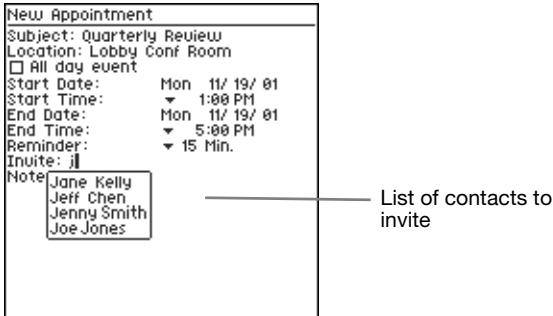 New Appointment
Subject: Quarterly Review
Location: Lobby Conf Room
All day event
Start Date: Mon 11/ 19/ 01
Start Time: 1:00 PM
End Date: Mon 11/ 19/ 01
End Time: 5:00 PM
Reminder: 15 Min.
Invite: j
Note
Jane Kelly
Jeff Chen
Jenny Smith
Joe Jones
List of contacts to
invite